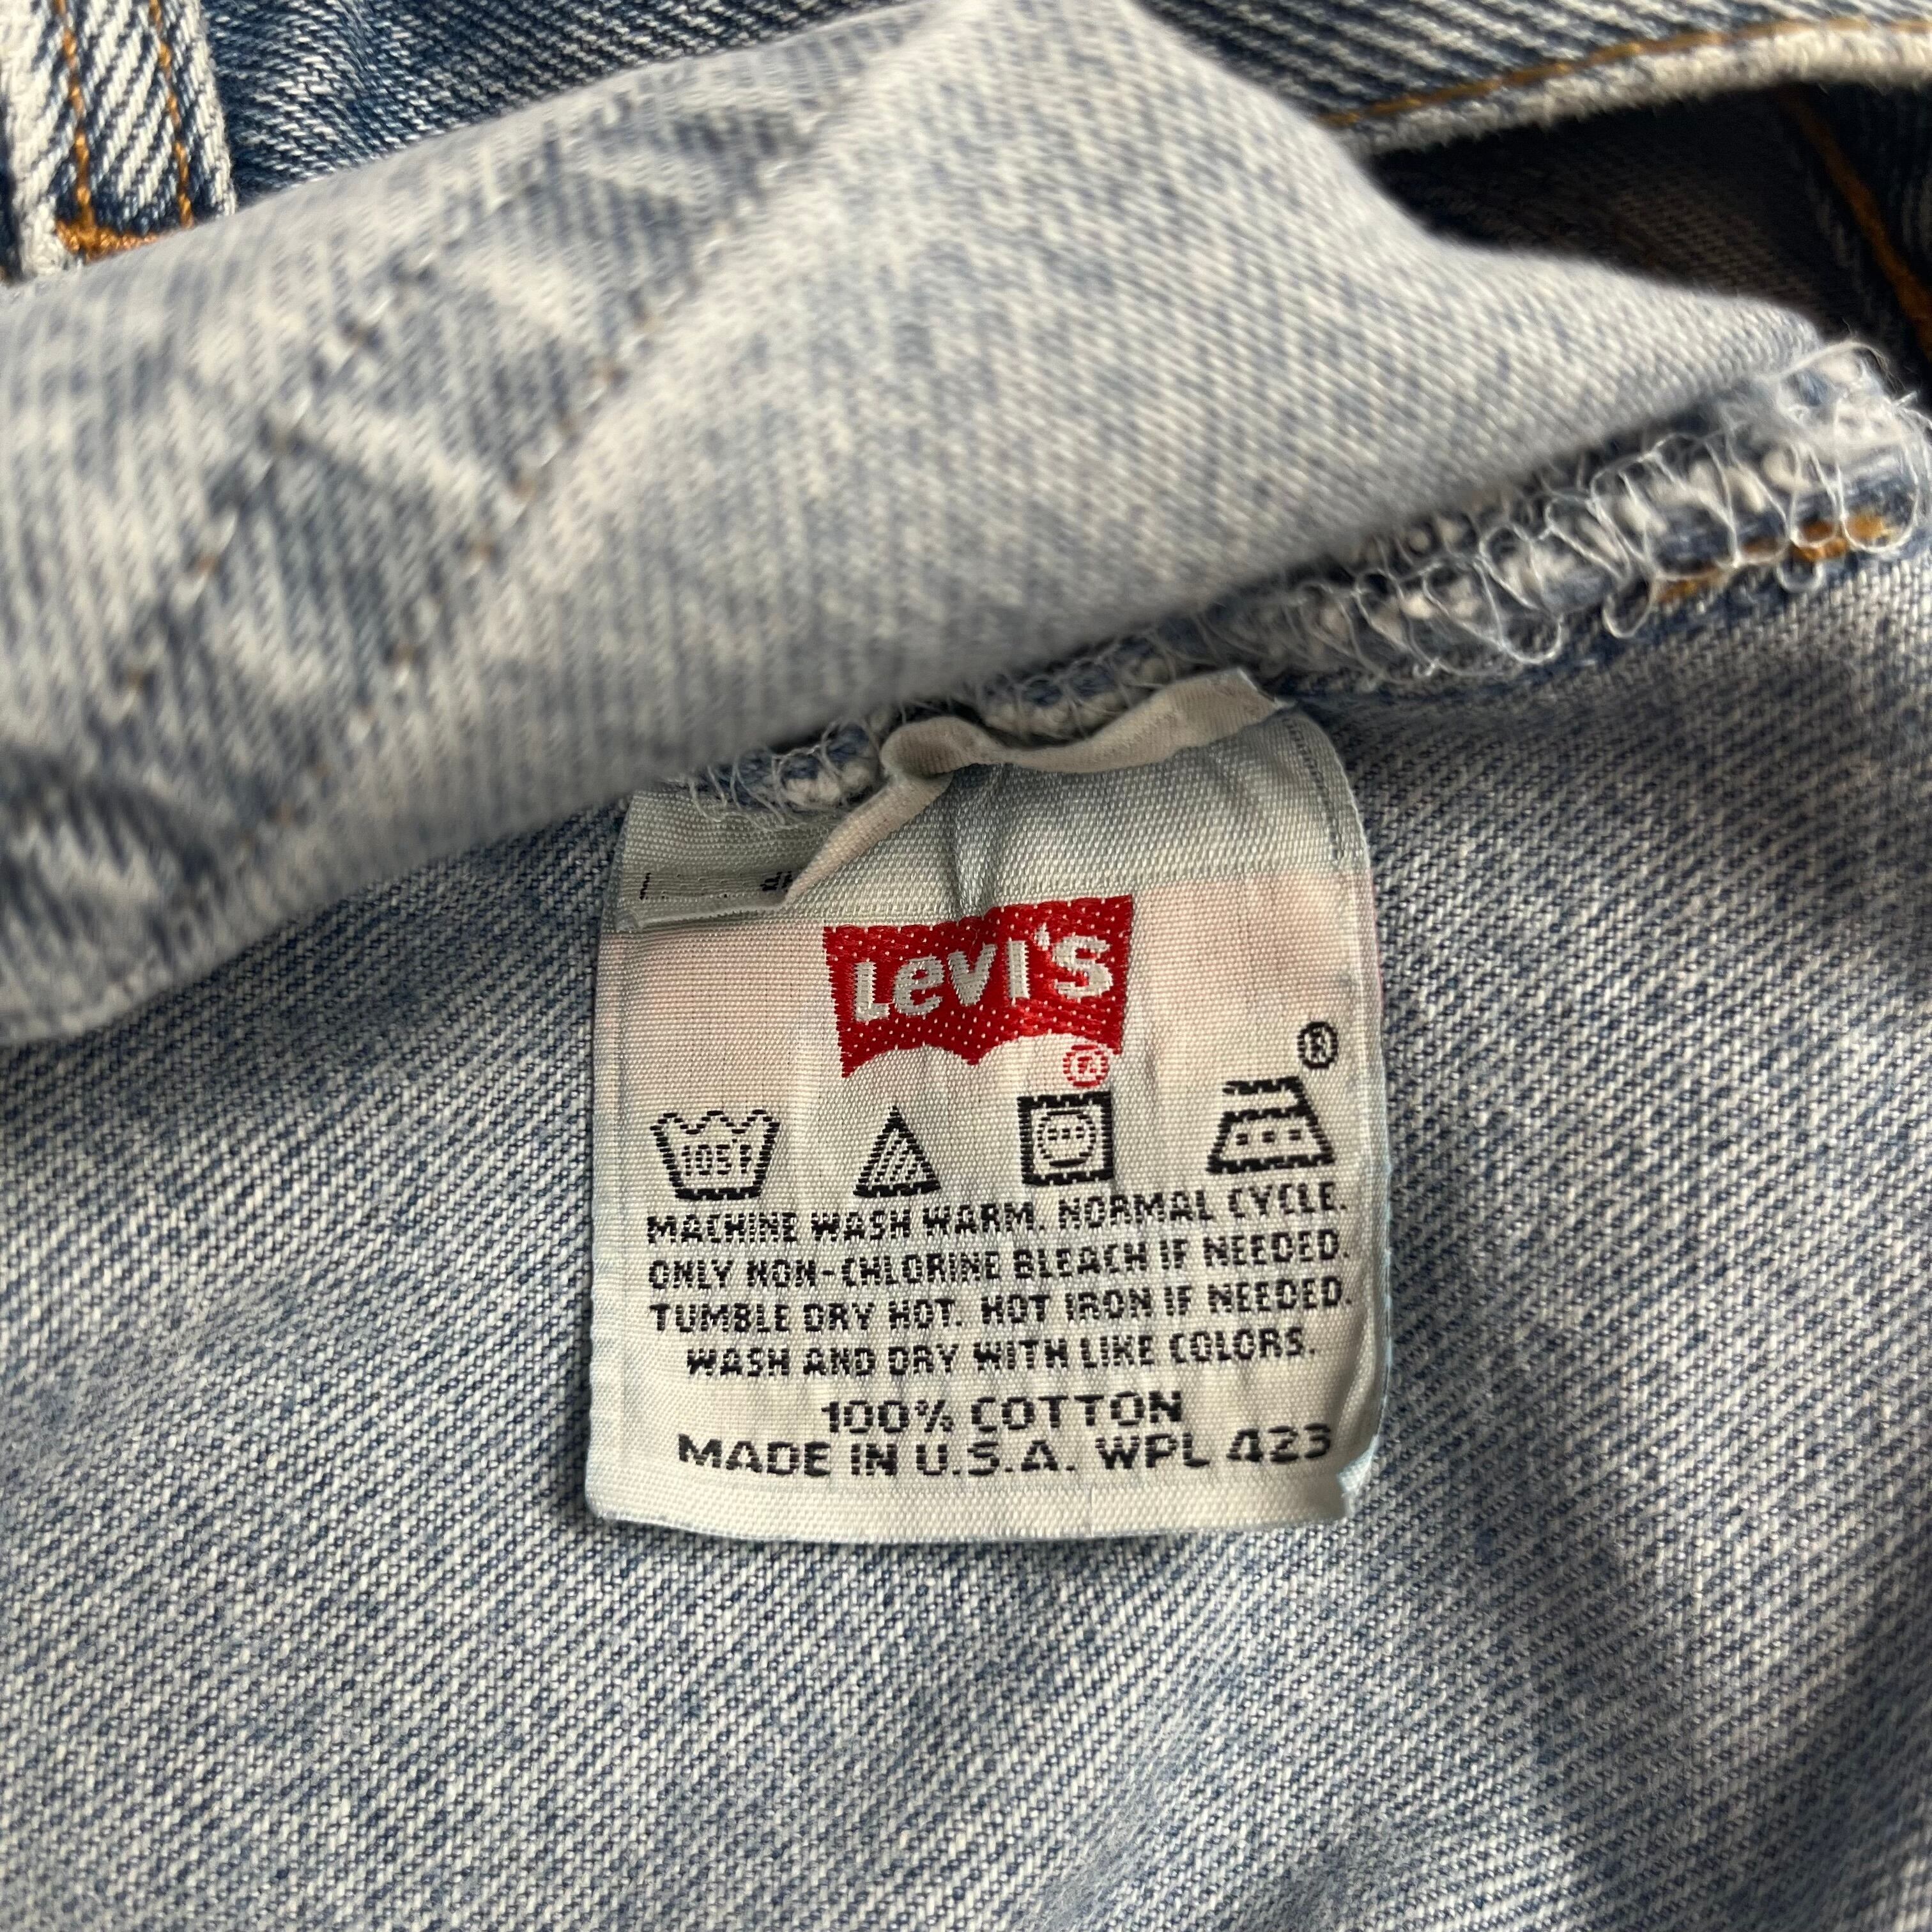 Levi's
®
®
105F
MACHINE WASH WARM. NORMAL CYCLE.
ONLY NON-CHLORINE BLEACH IF NEEDED.
TUMBLE DRY HOT. HOT IRON IF NEEDED.
WASH AND DRY WITH LIKE COLORS.
100% COTTON
MADE IN U.S.A. WPL 423